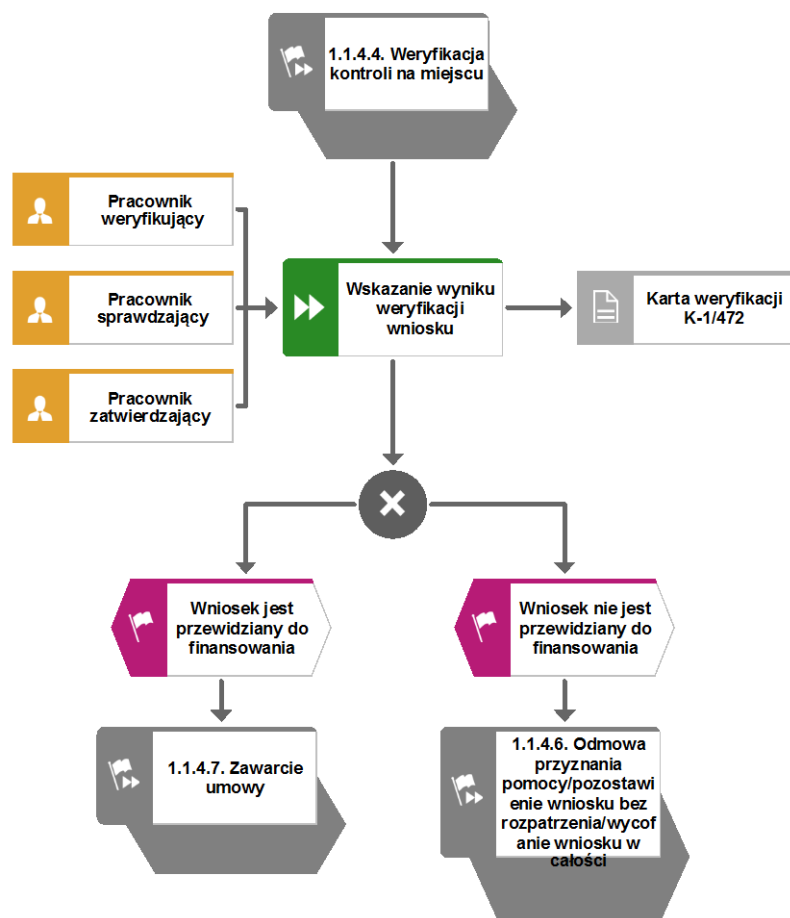 1.1.4.4. Weryfikacja
kontroli na miejscu
Pracownik
weryfikujący
Pracownik
sprawdzający
Pracownik
zatwierdzający
Wskazanie wyniku
weryfikacji
wniosku
Karta weryfikacji
K-1/472
Wniosek jest
przewidziany do
finansowania
Wniosek nie jest
przewidziany do
finansowania
1.1.4.7. Zawarcie
umowy
1.1.4.6. Odmowa
przyznania
pomocy/pozostawi
enie wniosku bez
rozpatrzenia/wycof
anie wniosku w
całości